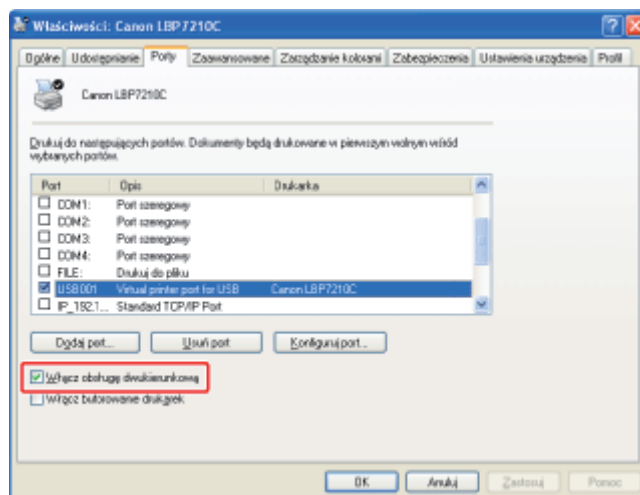 Właściwości: Canon LBP7210C
Ogólne Udostępnianie Porty Zaawansowane Zarządzanie kolorami Zabezpieczenia Ustawienia urządzenia Profil
Canon LBP7210C
Drukuj do następujących portów. Dokumenty będą drukowane w pierwszym wolnym wśród
wybranych portów.
Port Opis Drukarka
COM1: Port szeregowy
COM2: Port szeregowy
COM3: Port szeregowy
COM4: Port szeregowy
FILE: Drukuj do pliku
USB001 Virtual printer port for USB Canon LBP7210C
IP_192.1... Standard TCP/IP Port
Dodaj port... Usuń port Konfiguruj port...
Włącz obsługę dwukierunkową
Włącz buforowanie drukarek
OK Anuluj Zastosuj Pomoc